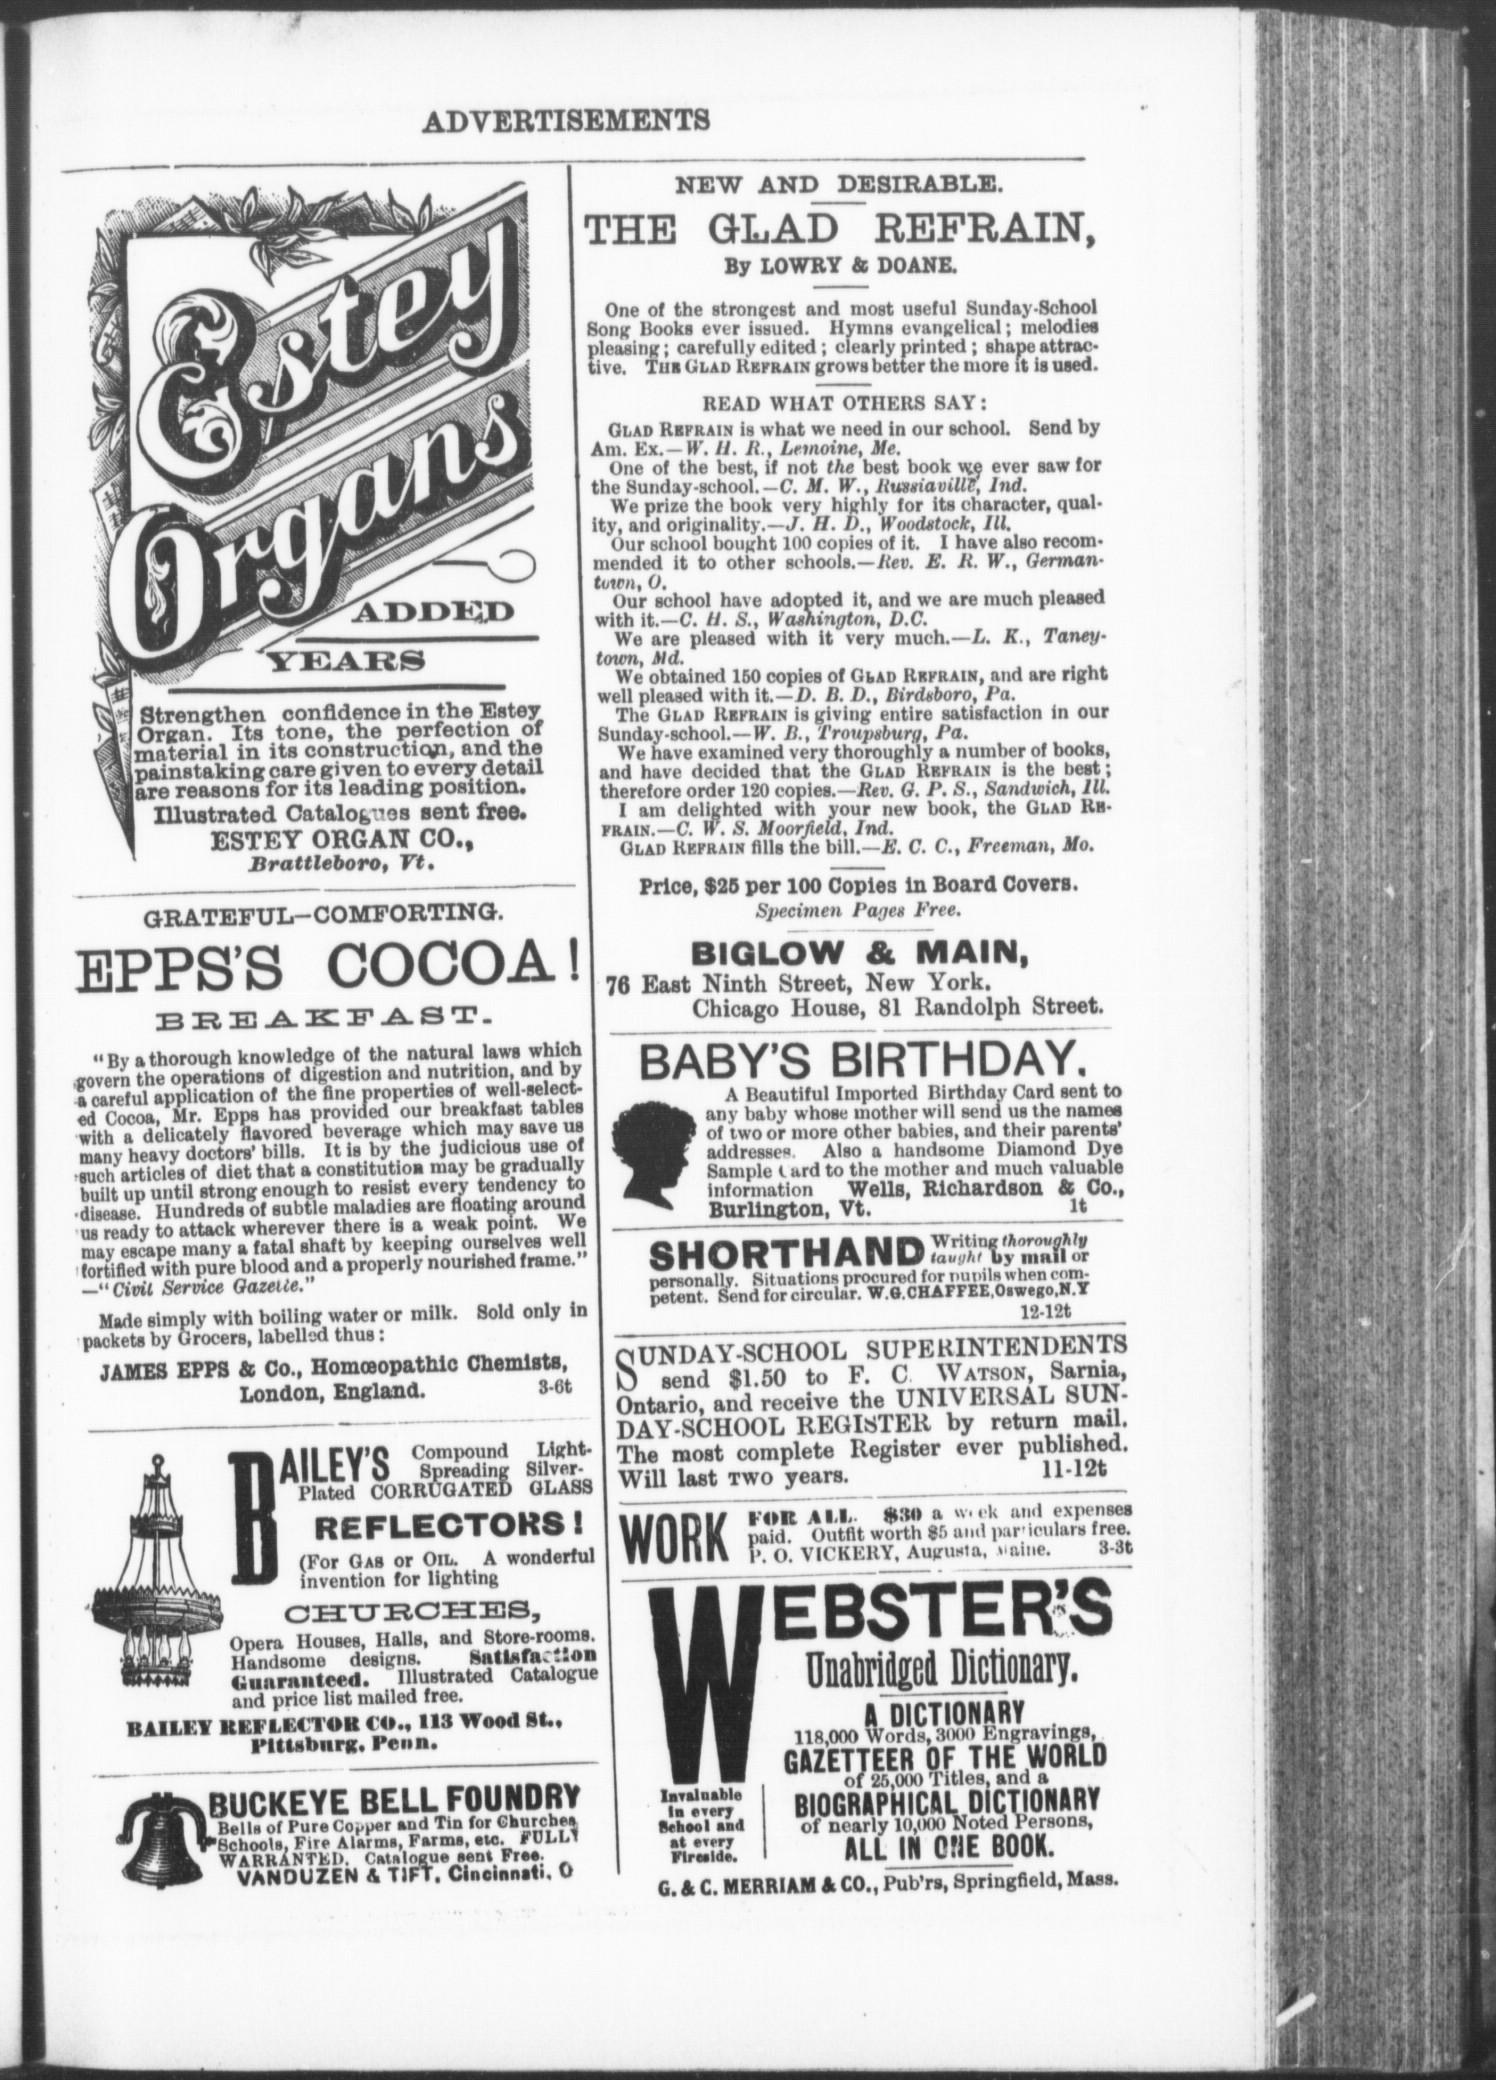 ADVERTISEMENTS
Estey
Organs
ADDED
YEARS
Strengthen confidence in the Estey
Organ. Its tone, the perfection of
material in its construction, and the
painstaking care given to every detail
are reasons for its leading position.
Illustrated Catalogues sent free.
ESTEY ORGAN CO.,
Brattleboro, Vt.
GRATEFUL—COMFORTING.
EPPS'S COCOA!
BREAKFAST.
"By a thorough knowledge of the natural laws which
govern the operations of digestion and nutrition, and by
a careful application of the fine properties of well-select-
ed Cocoa, Mr. Epps has provided our breakfast tables
with a delicately flavored beverage which may save us
many heavy doctors' bills. It is by the judicious use of
such articles of diet that a constitution may be gradually
built up until strong enough to resist every tendency to
disease. Hundreds of subtle maladies are floating around
us ready to attack wherever there is a weak point. We
may escape many a fatal shaft by keeping ourselves well
fortified with pure blood and a properly nourished frame."
—"Civil Service Gazette."
Made simply with boiling water or milk. Sold only in
packets by Grocers, labelled thus:
JAMES EPPS & Co., Homœopathic Chemists,
London, England. 3-6t
BAILEY'S Compound Light-
Spreading Silver-
Plated CORRUGATED GLASS
REFLECTORS!
(For GAS or OIL. A wonderful
invention for lighting
CHURCHES,
Opera Houses, Halls, and Store-rooms.
Handsome designs. Satisfaction
Guaranteed. Illustrated Catalogue
and price list mailed free.
BAILEY REFLECTOR CO., 113 Wood St.,
Pittsburg, Penn.
BUCKEYE BELL FOUNDRY
Bells of Pure Copper and Tin for Churches
Schools, Fire Alarms, Farms, etc. FULLY
WARRANTED. Catalogue sent Free.
VANDUZEN & TIFT, Cincinnati, O
NEW AND DESIRABLE.
THE GLAD REFRAIN,
By LOWRY & DOANE.
One of the strongest and most useful Sunday-School
Song Books ever issued. Hymns evangelical; melodies
pleasing; carefully edited; clearly printed; shape attrac-
tive. THE GLAD REFRAIN grows better the more it is used.
READ WHAT OTHERS SAY:
GLAD REFRAIN is what we need in our school. Send by
Am. Ex.—W. H. R., Lemoine, Me.
One of the best, if not the best book we ever saw for
the Sunday-school.—C. M. W., Russiaville, Ind.
We prize the book very highly for its character, qual-
ity, and originality.—J. H. D., Woodstock, Ill.
Our school bought 100 copies of it. I have also recom-
mended it to other schools.—Rev. E. R. W., German-
town, O.
Our school have adopted it, and we are much pleased
with it.—C. H. S., Washington, D.C.
We are pleased with it very much.—L. K., Taney-
town, Md.
We obtained 150 copies of GLAD REFRAIN, and are right
well pleased with it.—D. B. D., Birdsboro, Pa.
The GLAD REFRAIN is giving entire satisfaction in our
Sunday-school.—W. B., Troupsburg, Pa.
We have examined very thoroughly a number of books,
and have decided that the GLAD REFRAIN is the best;
therefore order 120 copies.—Rev. G. P. S., Sandwich, Ill.
I am delighted with your new book, the GLAD RE-
FRAIN.—C. W. S. Moorfield, Ind.
GLAD REFRAIN fills the bill.—E. C. C., Freeman, Mo.
Price, $25 per 100 Copies in Board Covers.
Specimen Pages Free.
BIGLOW & MAIN,
76 East Ninth Street, New York.
Chicago House, 81 Randolph Street.
BABY'S BIRTHDAY.
A Beautiful Imported Birthday Card sent to
any baby whose mother will send us the names
of two or more other babies, and their parents'
addresses. Also a handsome Diamond Dye
Sample Card to the mother and much valuable
information Wells, Richardson & Co.,
Burlington, Vt. 1t
SHORTHAND Writing thoroughly
taught by mail or
personally. Situations procured for pupils when com-
petent. Send for circular. W.G.CHAFFEE,Oswego,N.Y
12-12t
SUNDAY-SCHOOL SUPERINTENDENTS
send $1.50 to F. C. WATSON, Sarnia,
Ontario, and receive the UNIVERSAL SUN-
DAY-SCHOOL REGISTER by return mail.
The most complete Register ever published.
Will last TWO years. 11-12t
WORK FOR ALL. $30 a week and expenses
paid. Outfit worth $5 and particulars free.
P. O. VICKERY, Augusta, Maine. 3-3t
WEBSTER'S
Unabridged Dictionary.
A DICTIONARY
118,000 Words, 3000 Engravings,
GAZETTEER OF THE WORLD
of 25,000 Titles, and a
BIOGRAPHICAL DICTIONARY
of nearly 10,000 Noted Persons,
ALL IN ONE BOOK.
Invaluable
in every
School and
at every
Fireside.
G. & C. MERRIAM & CO., Pub'rs, Springfield, Mass.